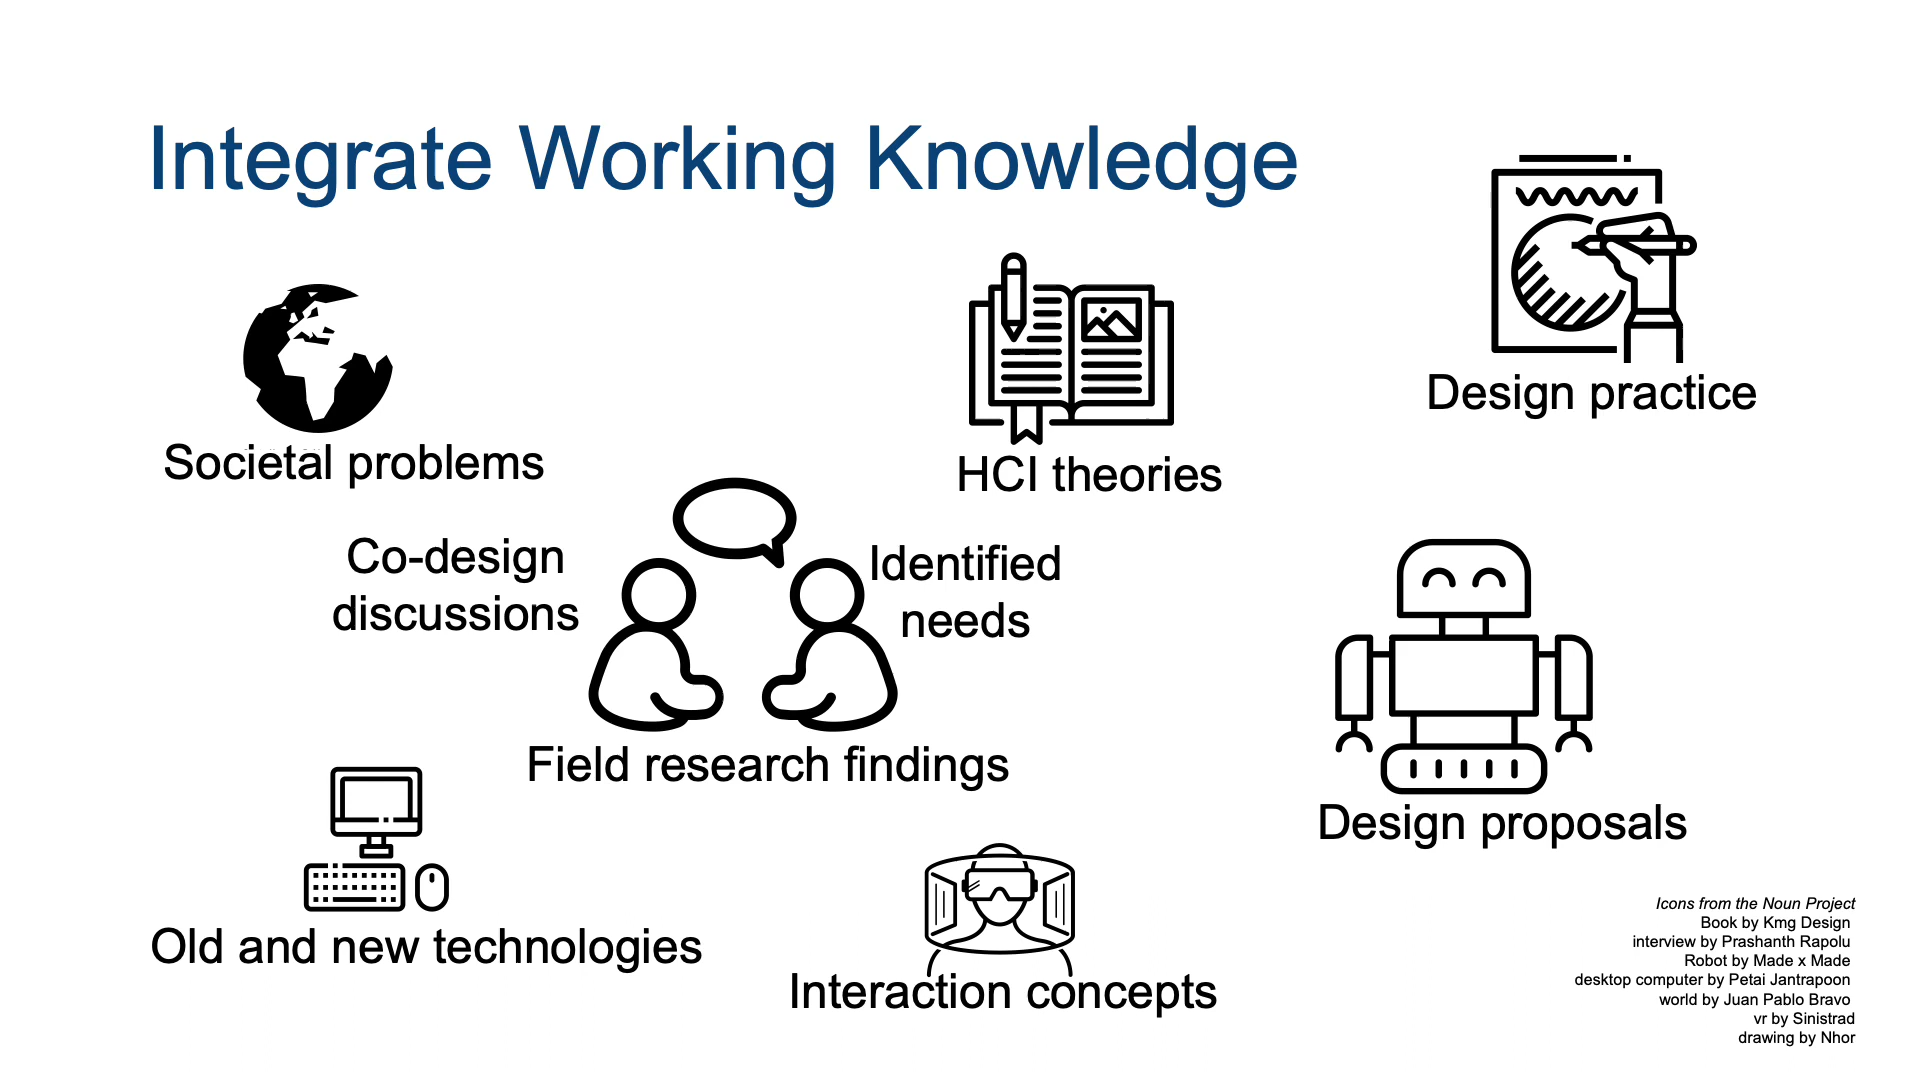 Integrate Working Knowledge
Societal problems
HCI theories
Design practice
Co-design
discussions
Identified
needs
Field research findings
Design proposals
Old and new technologies
Interaction concepts
Icons from the Noun Project
Book by Kmg Design
interview by Prashanth Rapolu
Robot by Made x Made
desktop computer by Petai Jantrapoon
world by Juan Pablo Bravo
vr by Sinistrad
drawing by Nhor